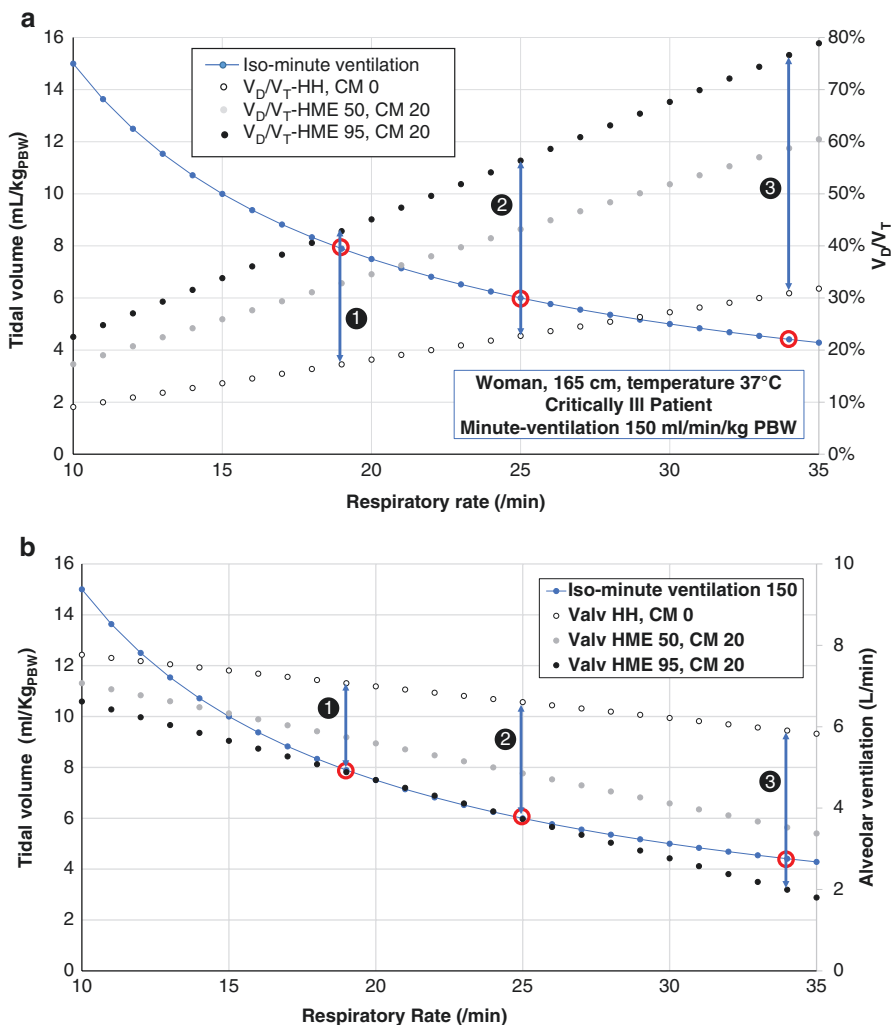 a
16
14
12
10
8
6
4
2
0
Tidal volume (mL/kgPBW)
80%
70%
60%
50%
40%
30%
20%
10%
0%
VD/VT
Iso-minute ventilation
VD/VT-HH, CM 0
VD/VT-HME 50, CM 20
VD/VT-HME 95, CM 20
1
2
3
Woman, 165 cm, temperature 37°C
Critically Ill Patient
Minute-ventilation 150 ml/min/kg PBW
10 15 20 25 30 35
Respiratory rate (/min)
b
16
14
12
10
8
6
4
2
0
Tidal volume (ml/KgPBW)
10
8
6
4
2
0
Alveolar ventilation (L/min)
Iso-minute ventilation 150
Valv HH, CM 0
Valv HME 50, CM 20
Valv HME 95, CM 20
1
2
3
10 15 20 25 30 35
Respiratory Rate (/min)